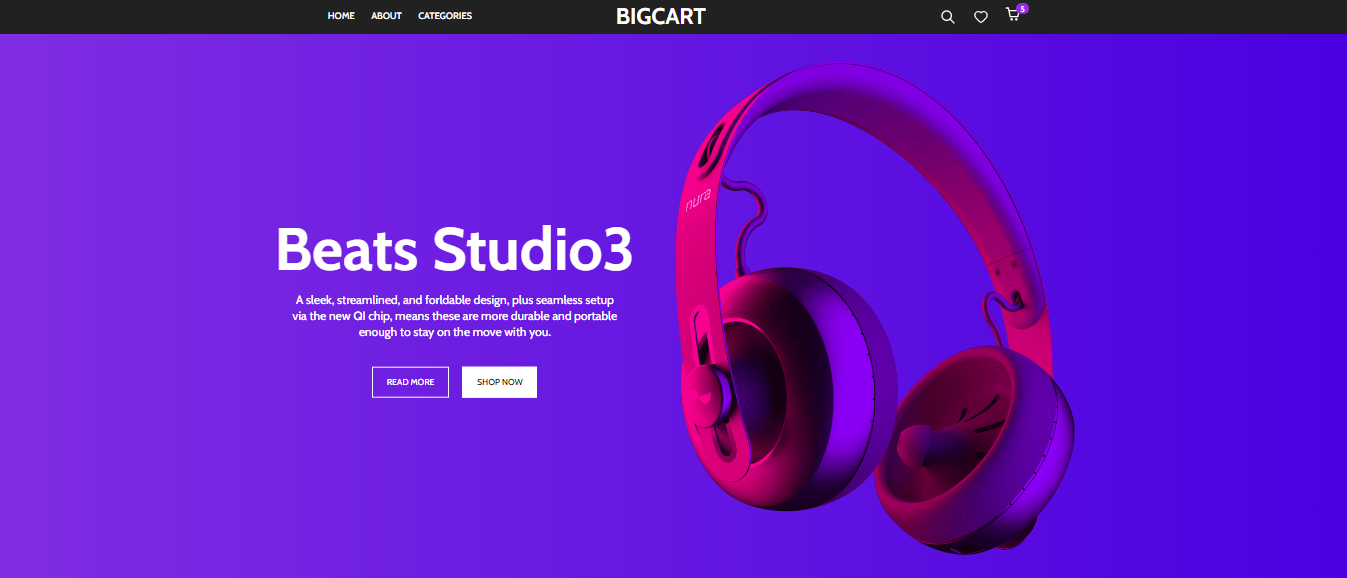 HOME ABOUT CATEGORIES BIGCART 5
nura
Beats Studio3
A sleek, streamlined, and forldable design, plus seamless setup
via the new QI chip, means these are more durable and portable
enough to stay on the move with you.
READ MORE SHOP NOW